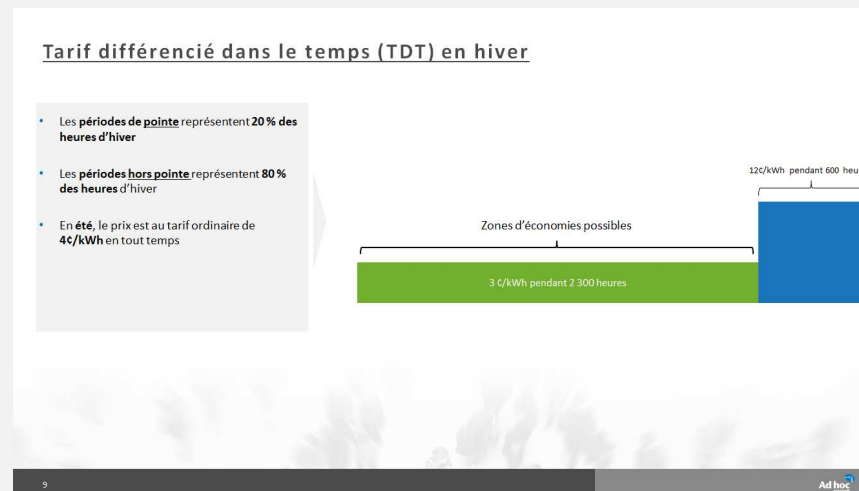 Tarif différencié dans le temps (TDT) en hiver
• Les périodes de pointe représentent 20 % des
heures d'hiver
• Les périodes hors pointe représentent 80 %
des heures d'hiver
• En été, le prix est au tarif ordinaire de
4¢/kWh en tout temps
12¢/kWh pendant 600 heu
Zones d'économies possibles
3 ¢/kWh pendant 2 300 heures
9
Ad hoc